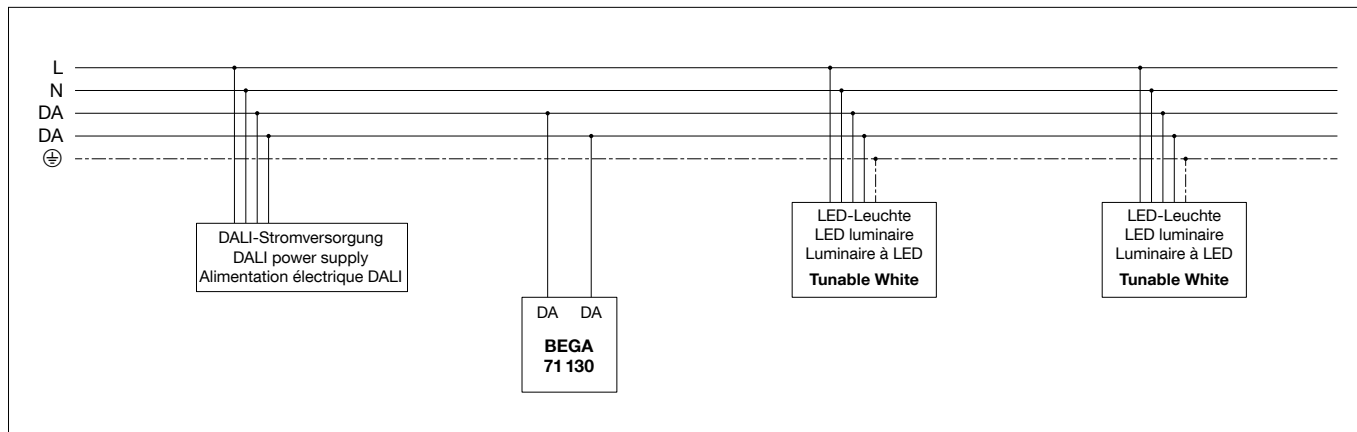 L
N
DA
DA
DALI-Stromversorgung
DALI power supply
Alimentation électrique DALI
DA DA
BEGA
71 130
LED-Leuchte
LED luminaire
Luminaire à LED
Tunable White
LED-Leuchte
LED luminaire
Luminaire à LED
Tunable White